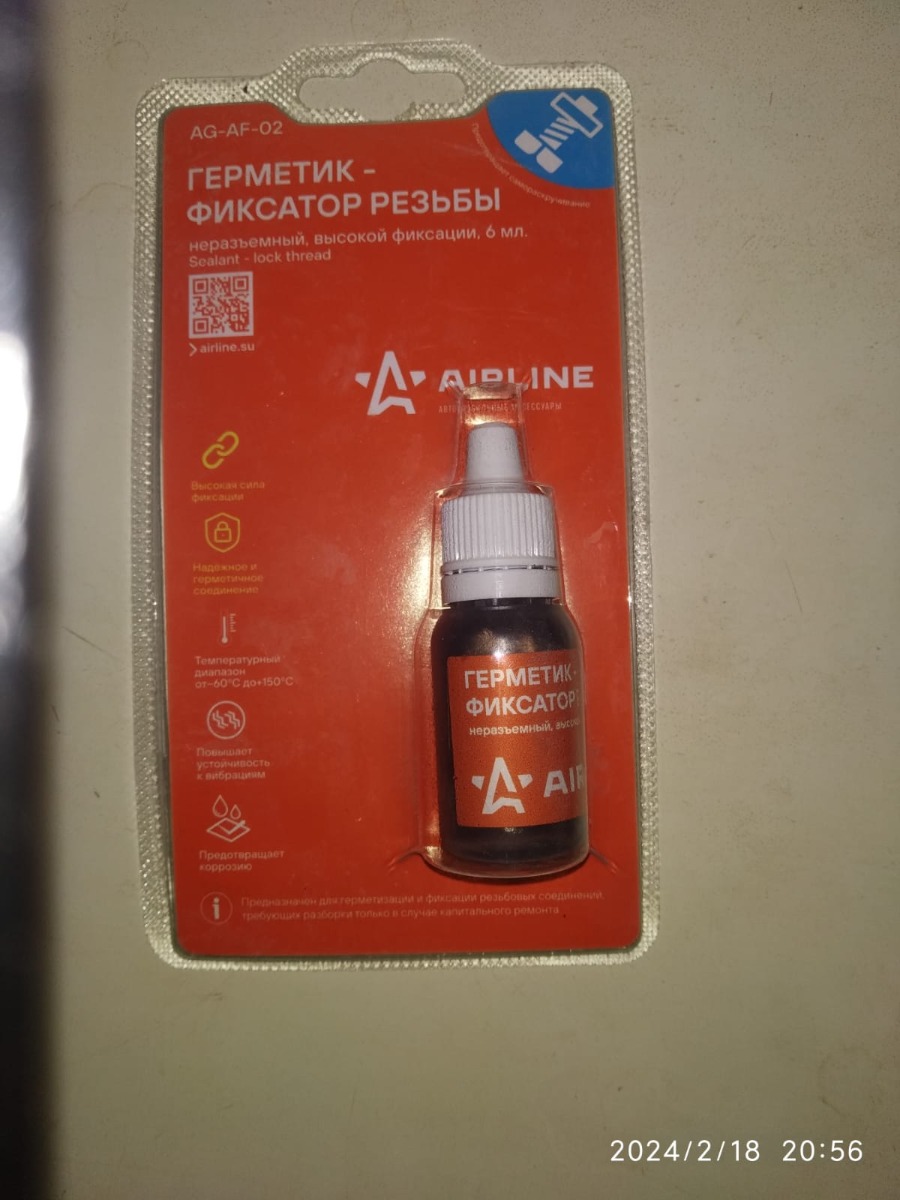 AG-AF-02
ГЕРМЕТИК -
ФИКСАТОР РЕЗЬБЫ
неразъемный, высокой фиксации, 6 мл.
Sealant - lock thread
airline.su
AIRLINE
АВТОМОБИЛЬНЫЕ АКСЕССУАРЫ
Высокая сила
фиксации
Надежное и
герметичное
соединение
Температурный
диапазон
от-60°С до+150°С
Повышает
устойчивость
к вибрациям
Предотвращает
коррозию
ГЕРМЕТИК-
ФИКСАТОР
неразъемный,
AIR
Предназначен для герметизации и фиксации резьбовых соединений,
требующих разборки только в случае капитального ремонта
2024/2/18 20:56